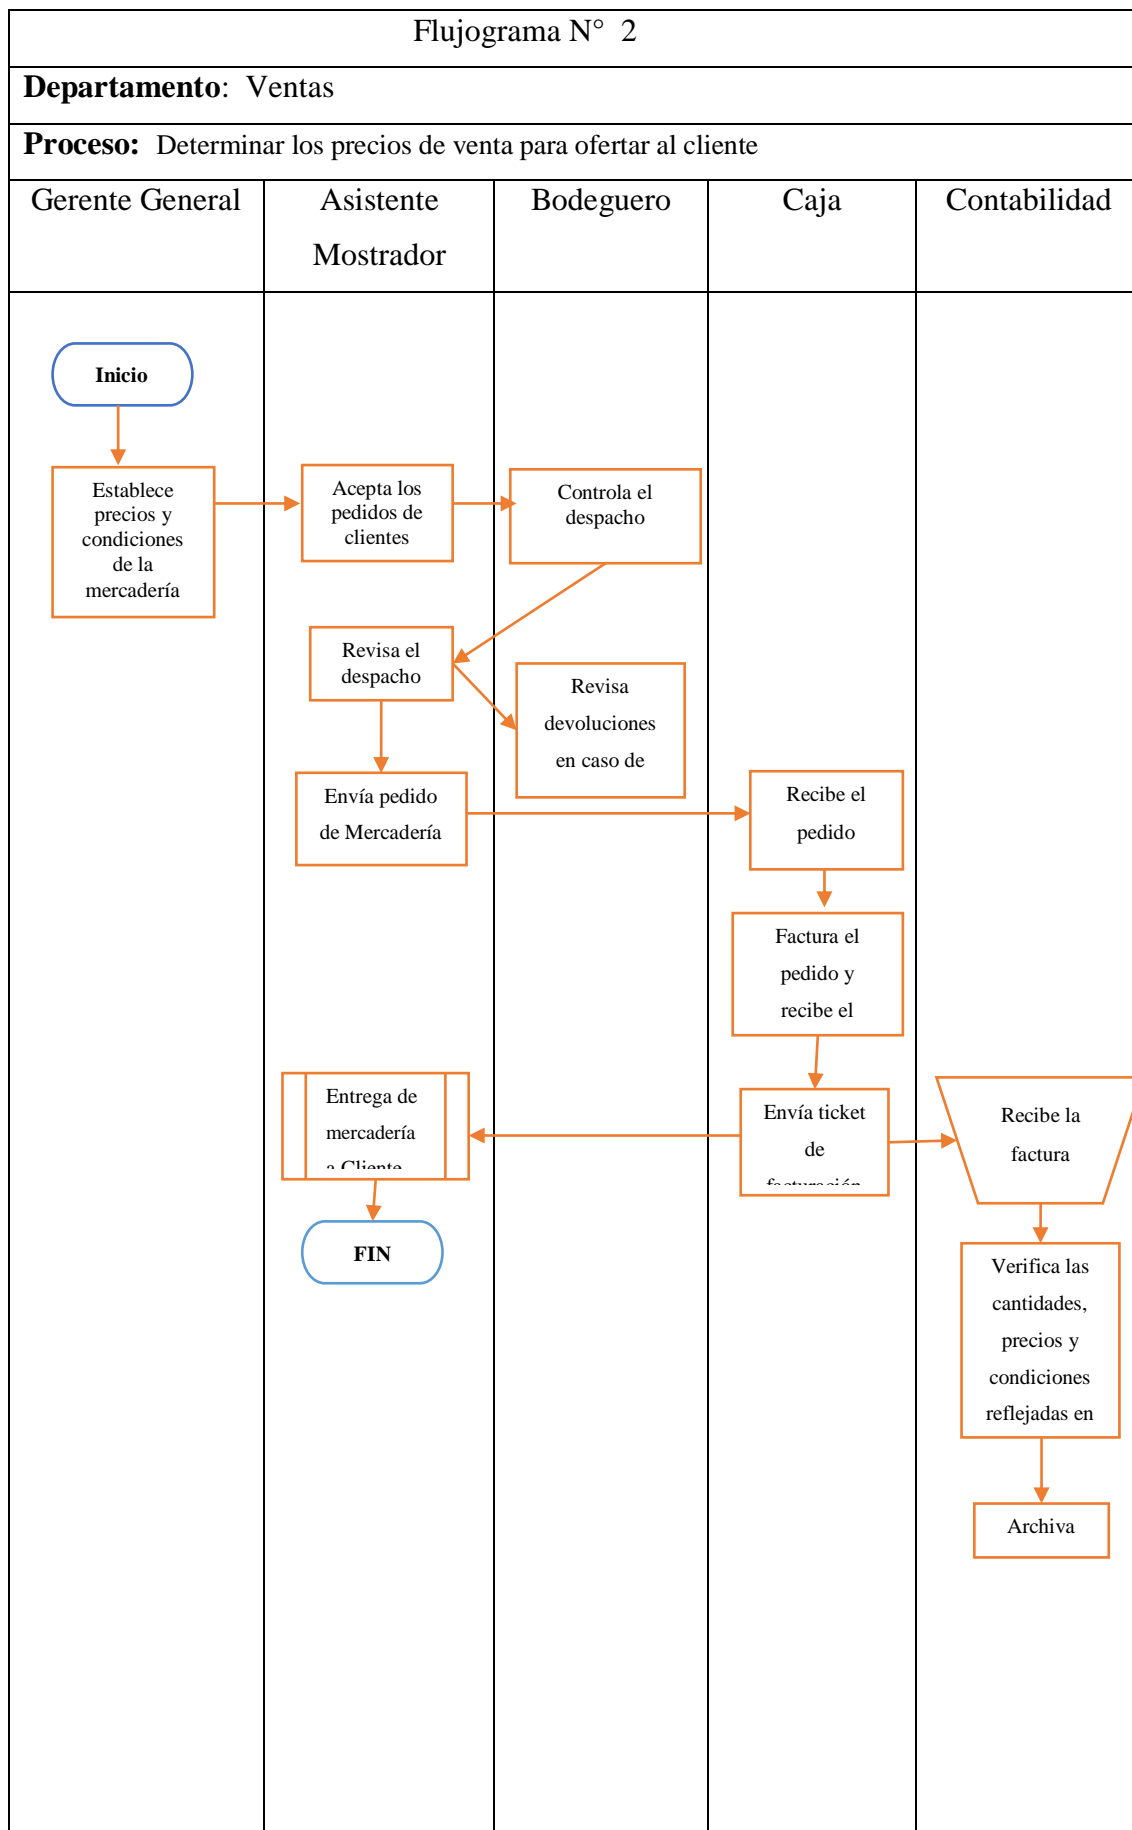 Flujograma N° 2
Departamento: Ventas
Proceso: Determinar los precios de venta para ofertar al cliente
Gerente General
Asistente
Mostrador
Bodeguero
Caja
Contabilidad
Inicio
Establece
precios y
condiciones
de la
mercadería
Acepta los
pedidos de
clientes
Controla el
despacho
Revisa el
despacho
Revisa
devoluciones
en caso de
Envía pedido
de Mercadería
Recibe el
pedido
Factura el
pedido y
recibe el
Envía ticket
de
facturación
Entrega de
mercadería
a Cliente
Recibe la
factura
FIN
Verifica las
cantidades,
precios y
condiciones
reflejadas en
Archiva